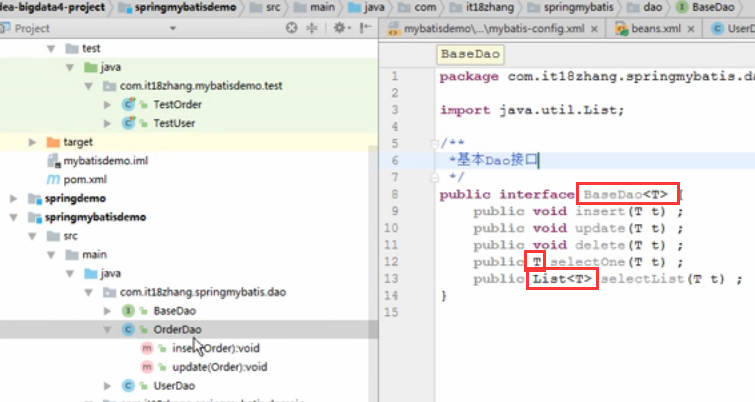 dea-bigdata4-project springmybatisdemo src main java com it18zhang springmybatis dao BaseDao
Project
mybatisdemo\...\mybatis-config.xml beans.xml
BaseDao
test
java
com.it18zhang.mybatisdemo.test
TestOrder
TestUser
target
mybatisdemo.iml
pom.xml
springdemo
springmybatisdemo
src
main
java
com.it18zhang.springmybatis.dao
BaseDao
OrderDao
update(Order):void
UserDao
1 package com.it18zhang.springmybatis.da
2
3 import java.util.List;
4
5 /**
6 *基本Dao接口
7 */
8 public interface BaseDao<T> {
9 public void insert(T t) ;
10 public void update(T t) ;
11 public void delete(T t) ;
12 public T selectOne(T t) ;
13 public List<T> selectList(T t) ;
14 }
15